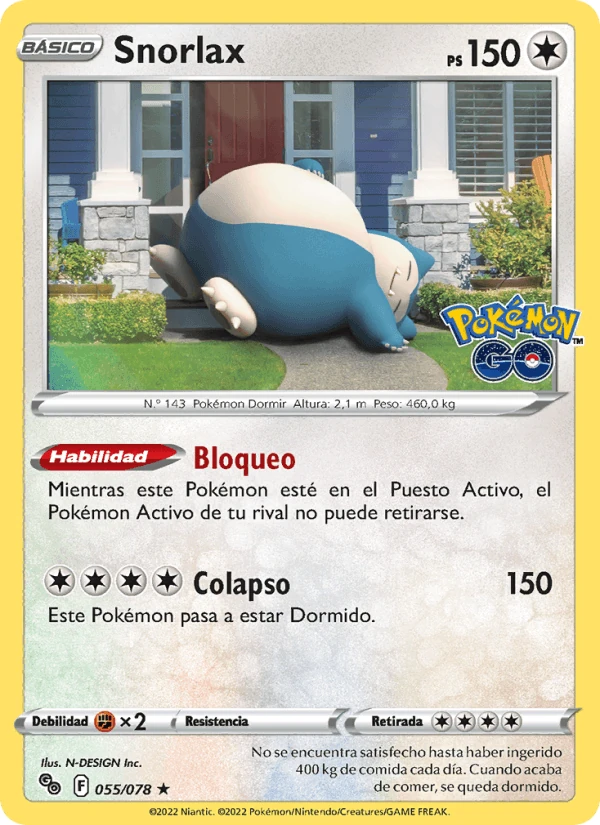 BÁSICO Snorlax PS 150
Pokémon
GO
TM
N.º 143 Pokémon Dormir Altura: 2,1 m Peso: 460,0 kg
Habilidad Bloqueo
Mientras este Pokémon esté en el Puesto Activo, el
Pokémon Activo de tu rival no puede retirarse.
Colapso 150
Este Pokémon pasa a estar Dormido.
Debilidad ×2 Resistencia Retirada
Ilus. N-DESIGN Inc.
GO F 055/078 ★
No se encuentra satisfecho hasta haber ingerido
400 kg de comida cada día. Cuando acaba
de comer, se queda dormido.
©2022 Niantic. ©2022 Pokémon/Nintendo/Creatures/GAME FREAK.